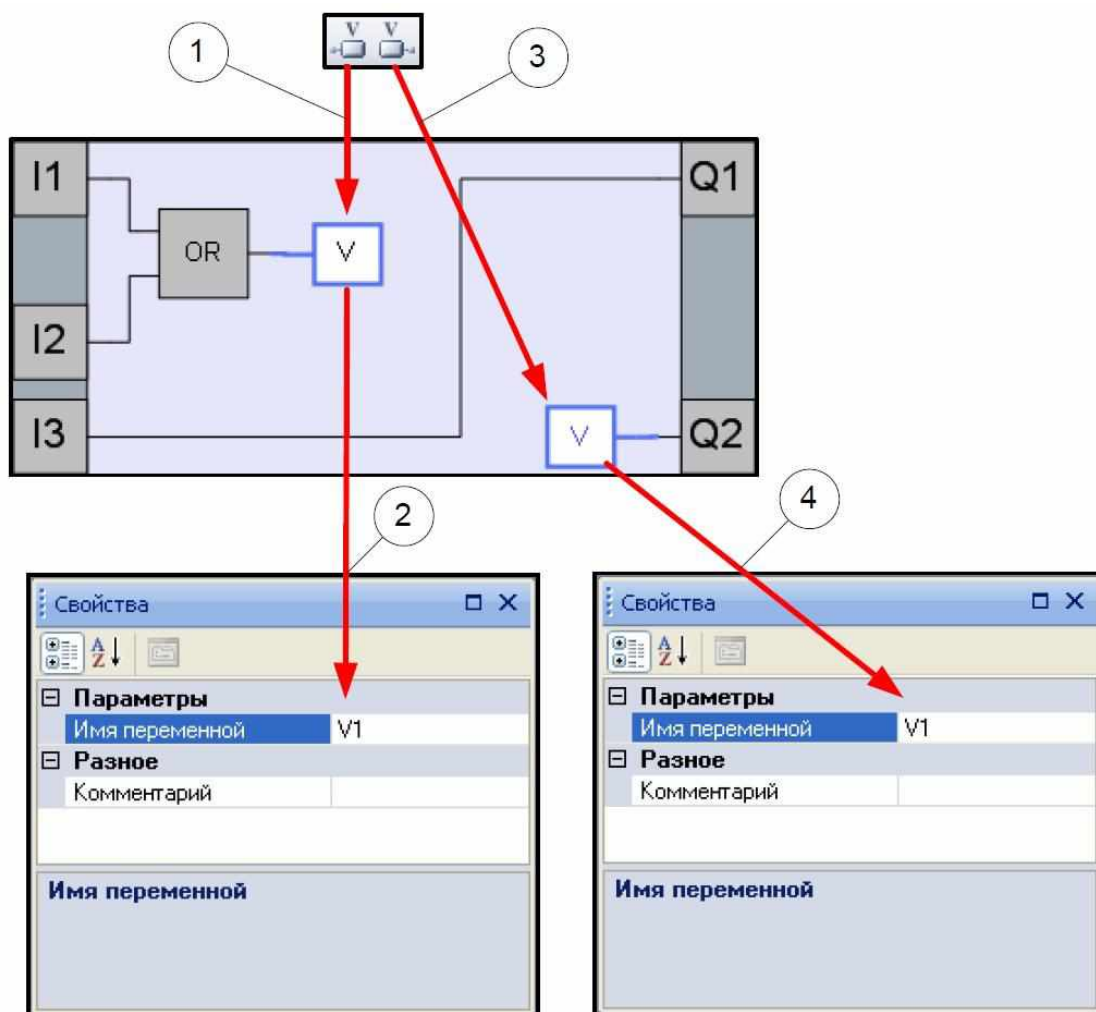 V V
1
3
I1
Q1
OR
V
I2
I3
V
Q2
2
4
Свойства
A
Z
Параметры
Имя переменной V1
Разное
Комментарий
Имя переменной
Свойства
A
Z
Параметры
Имя переменной V1
Разное
Комментарий
Имя переменной